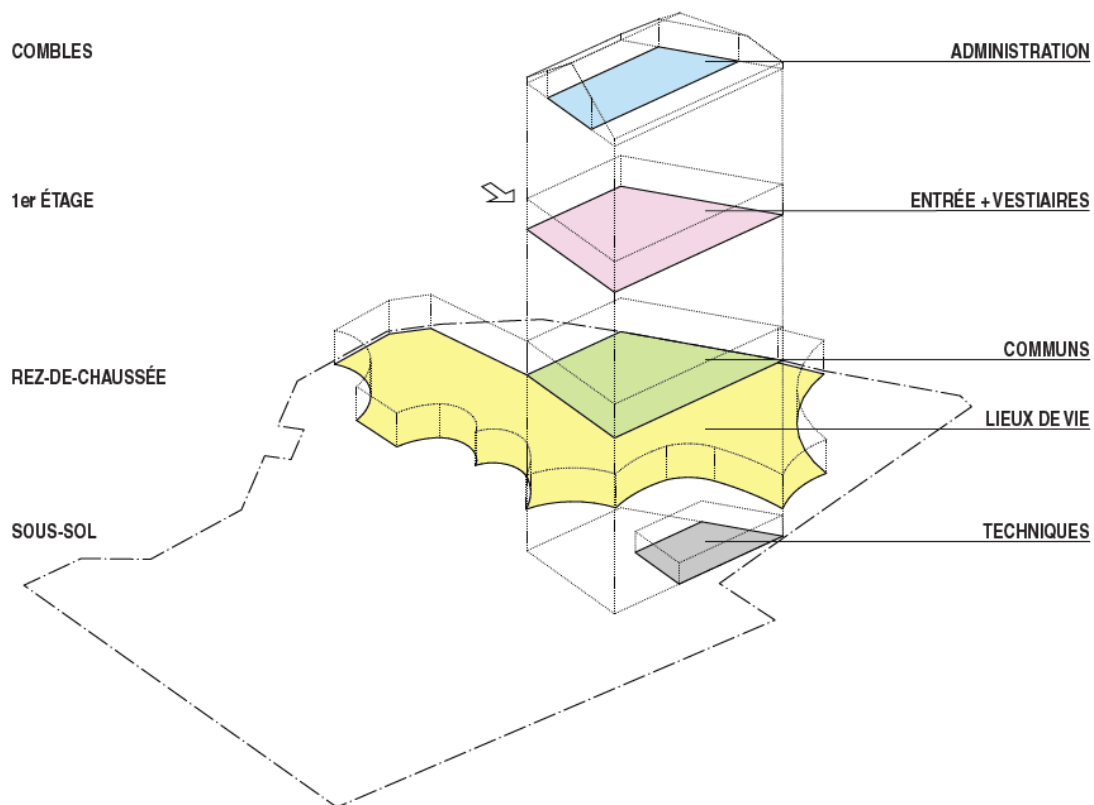 COMBLES
ADMINISTRATION
1er ÉTAGE
ENTRÉE + VESTIAIRES
COMMUNS
REZ-DE-CHAUSSÉE
LIEUX DE VIE
SOUS-SOL
TECHNIQUES